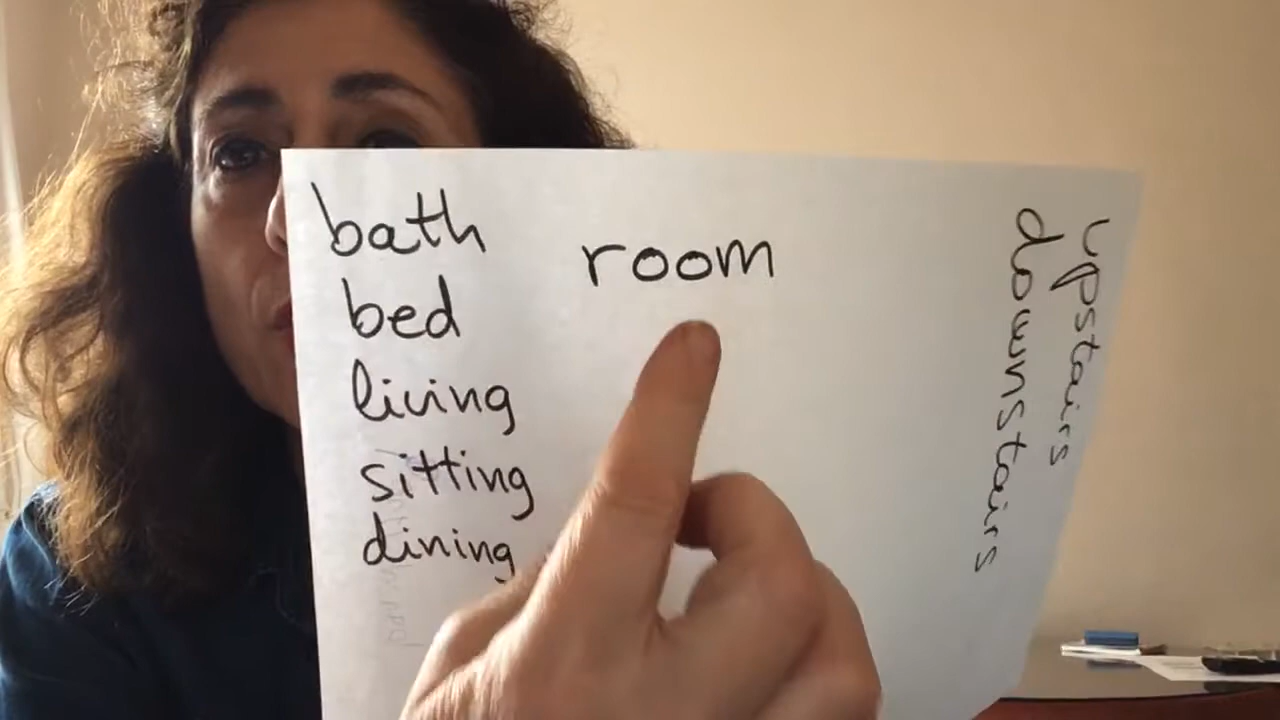 bath
room
bed
living
sitting
dining
upstairs
downstairs